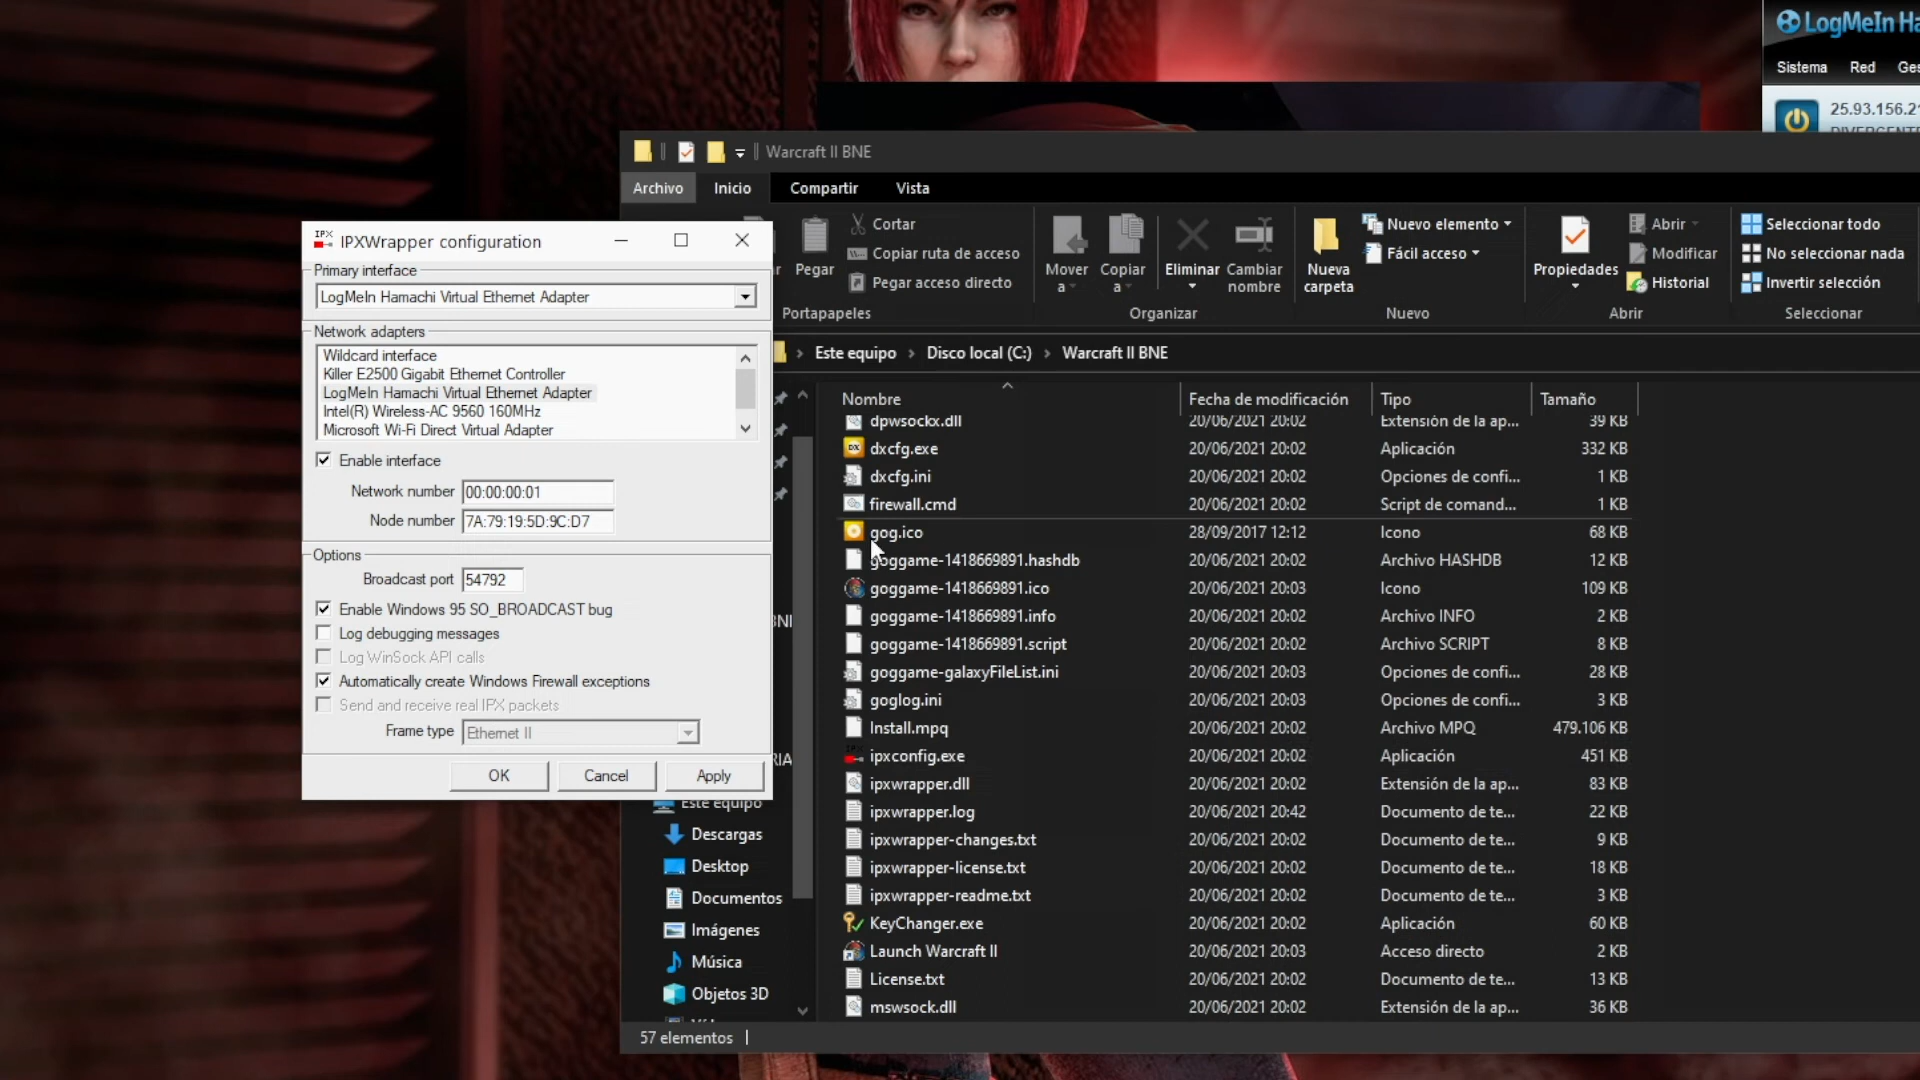 LogMeIn Ha
Sistema Red Ges
25.93.156.21
Warcraft II BNE
Archivo Inicio Compartir Vista
Pegar
Cortar
Copiar ruta de acceso
Pegar acceso directo
Portapapeles
Mover a
Copiar a
Eliminar
Cambiar nombre
Organizar
Nueva carpeta
Nuevo elemento
Fácil acceso
Nuevo
Propiedades
Abrir
Modificar
Historial
Abrir
Seleccionar todo
No seleccionar nada
Invertir selección
Seleccionar
Este equipo > Disco local (C:) > Warcraft II BNE
IPX IPXWrapper configuration
Primary interface
LogMeIn Hamachi Virtual Ethernet Adapter
Network adapters
Wildcard interface
Killer E2500 Gigabit Ethernet Controller
LogMeIn Hamachi Virtual Ethernet Adapter
Intel(R) Wireless-AC 9560 160MHz
Microsoft Wi-Fi Direct Virtual Adapter
Enable interface
Network number 00:00:00:01
Node number 7A:79:19:5D:9C:D7
Options
Broadcast port 54792
Enable Windows 95 SO_BROADCAST bug
Log debugging messages
Log WinSock API calls
Automatically create Windows Firewall exceptions
Send and receive real IPX packets
Frame type Ethernet II
OK Cancel Apply
Este equipo
Descargas
Desktop
Documentos
Imágenes
Música
Objetos 3D
Nombre Fecha de modificación Tipo Tamaño
dpwsockx.dll 20/06/2021 20:02 Extensión de la ap... 39 KB
dxcfg.exe 20/06/2021 20:02 Aplicación 332 KB
dxcfg.ini 20/06/2021 20:02 Opciones de confi... 1 KB
firewall.cmd 20/06/2021 20:02 Script de comand... 1 KB
gog.ico 28/09/2017 12:12 Icono 68 KB
goggame-1418669891.hashdb 20/06/2021 20:02 Archivo HASHDB 12 KB
goggame-1418669891.ico 20/06/2021 20:03 Icono 109 KB
goggame-1418669891.info 20/06/2021 20:02 Archivo INFO 2 KB
goggame-1418669891.script 20/06/2021 20:02 Archivo SCRIPT 8 KB
goggame-galaxyFileList.ini 20/06/2021 20:03 Opciones de confi... 28 KB
goglog.ini 20/06/2021 20:03 Opciones de confi... 3 KB
Install.mpq 20/06/2021 20:02 Archivo MPQ 479.106 KB
ipxconfig.exe 20/06/2021 20:02 Aplicación 451 KB
ipxwrapper.dll 20/06/2021 20:02 Extensión de la ap... 83 KB
ipxwrapper.log 20/06/2021 20:42 Documento de te... 22 KB
ipxwrapper-changes.txt 20/06/2021 20:02 Documento de te... 9 KB
ipxwrapper-license.txt 20/06/2021 20:02 Documento de te... 18 KB
ipxwrapper-readme.txt 20/06/2021 20:02 Documento de te... 3 KB
KeyChanger.exe 20/06/2021 20:02 Aplicación 60 KB
Launch Warcraft II 20/06/2021 20:03 Acceso directo 2 KB
License.txt 20/06/2021 20:02 Documento de te... 13 KB
mswsock.dll 20/06/2021 20:02 Extensión de la ap... 36 KB
57 elementos